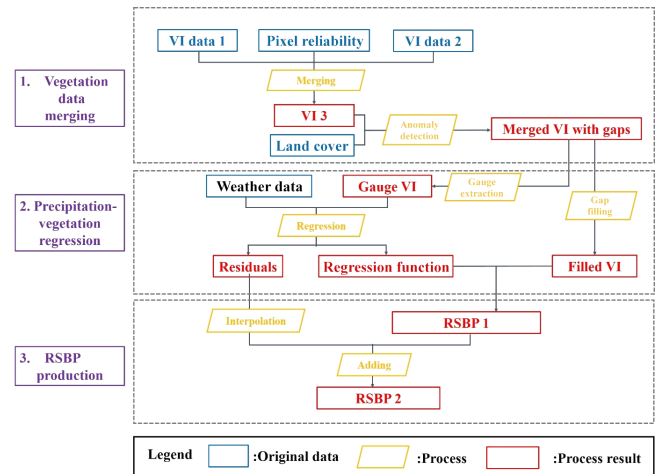 VI data 1
Pixel reliability
VI data 2
Merging
1. Vegetation
data
merging
VI 3
Anomaly
detection
Merged VI with gaps
Land cover
Weather data
Gauge VI
Gauge
extraction
Gap
filling
2. Precipitation-
vegetation
regression
Regression
Residuals
Regression function
Filled VI
Interpolation
RSBP 1
3. RSBP
production
Adding
RSBP 2
Legend
:Original data
:Process
:Process result